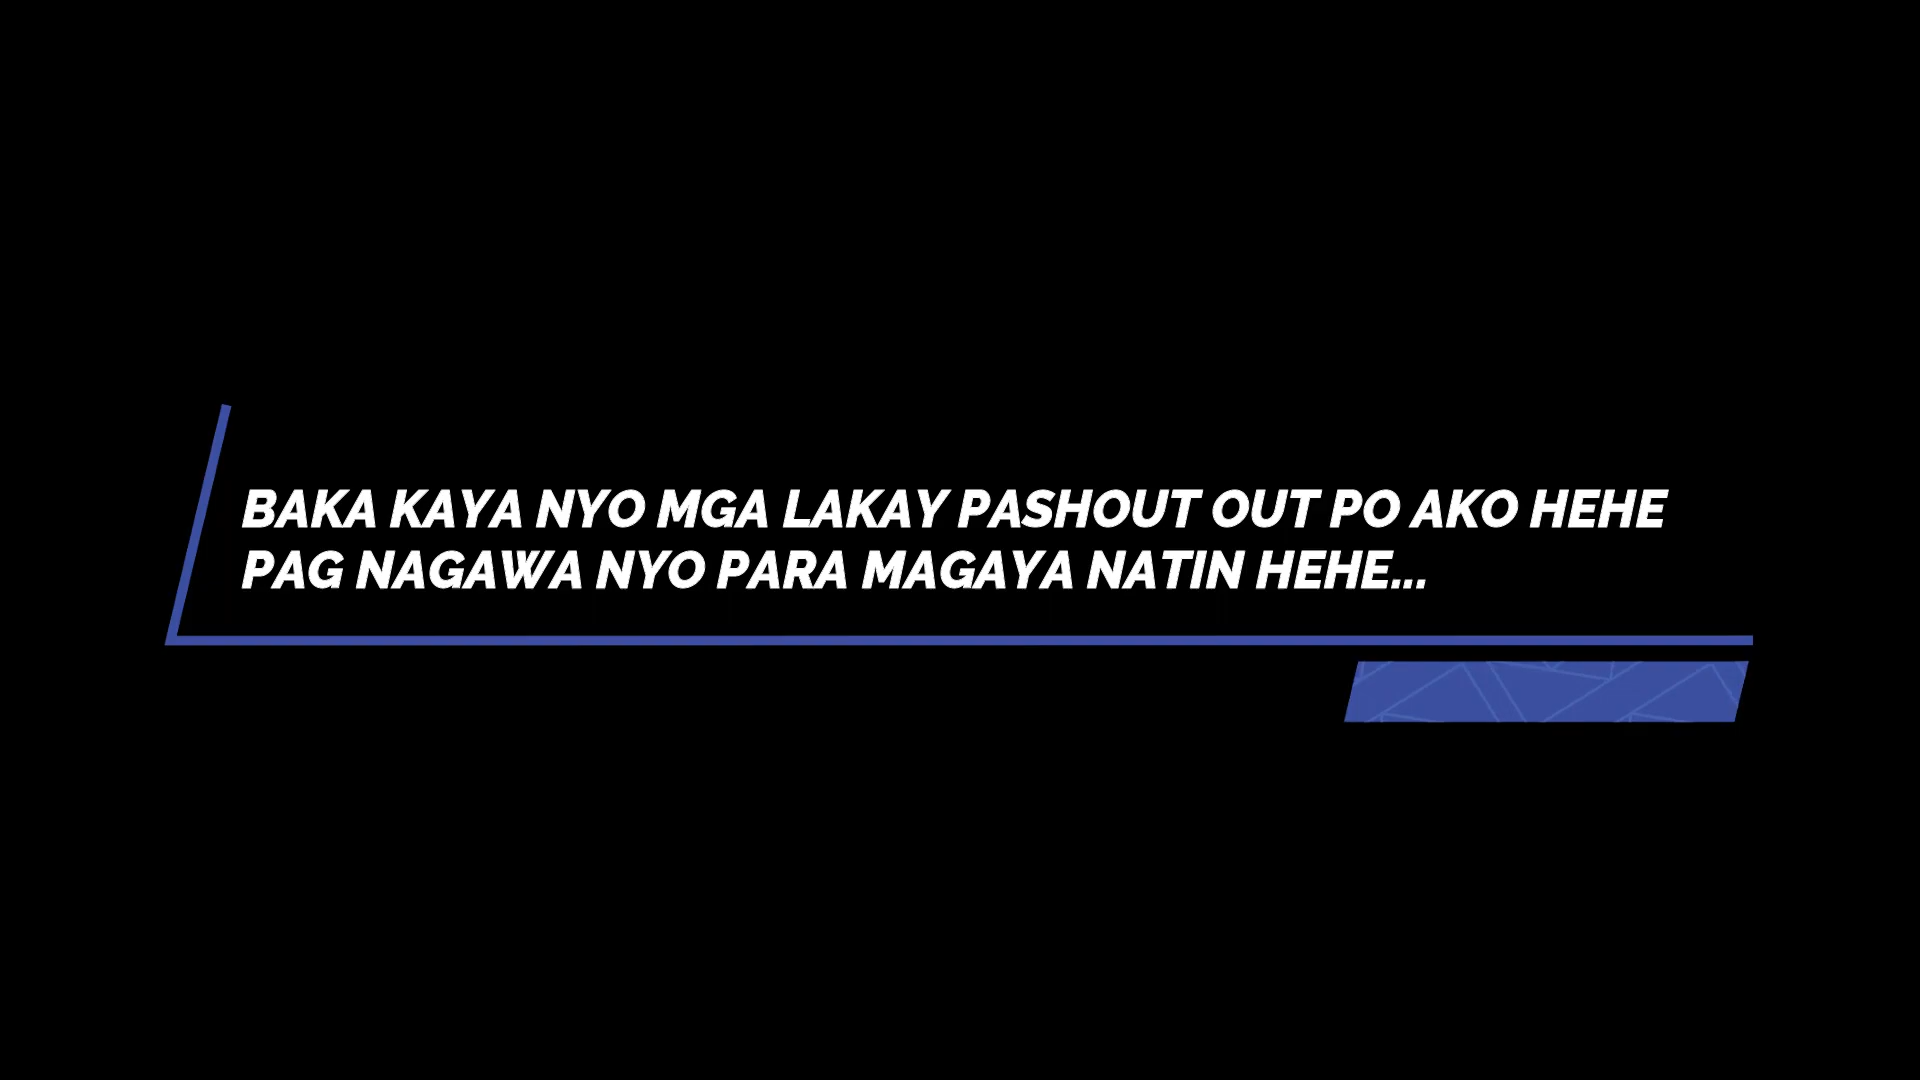 BAKA KAYA NYO MGA LAKAY PASHOUT OUT PO AKO HEHE
PAG NAGAWA NYO PARA MAGAYA NATIN HEHE...